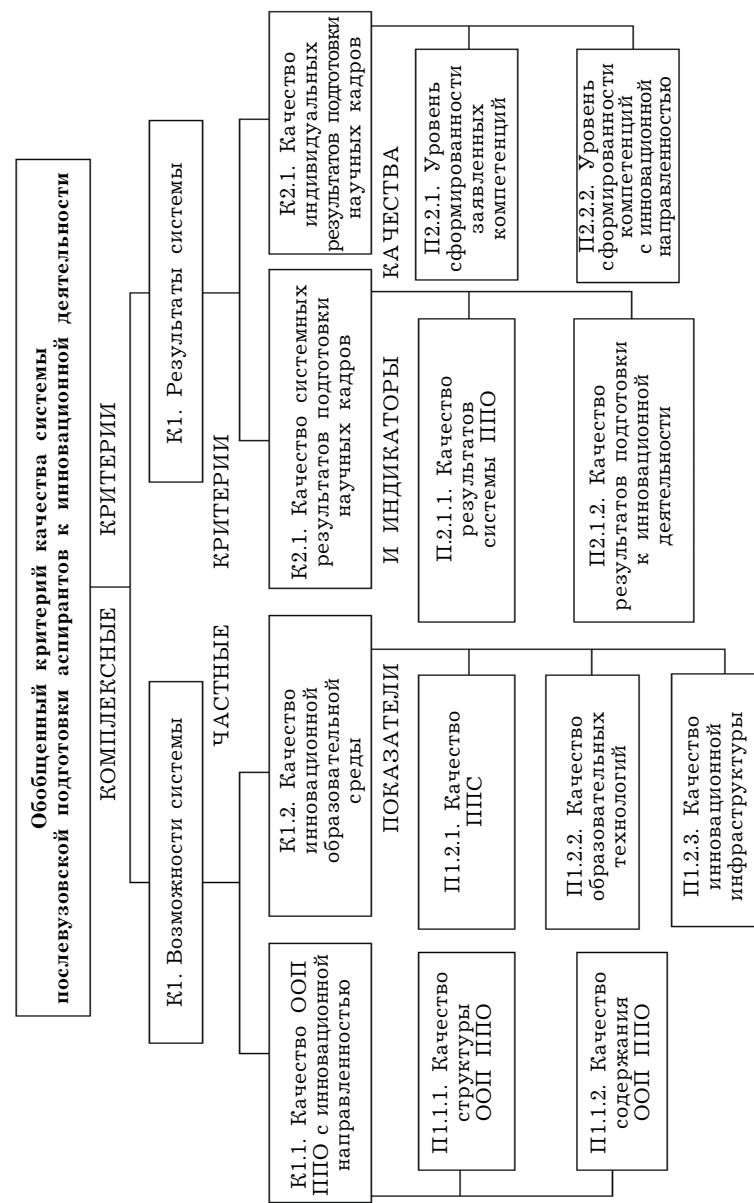 Обобщенный критерий качества системы
послевузовской подготовки аспирантов к инновационной деятельности
КОМПЛЕКСНЫЕ КРИТЕРИИ
К1. Возможности системы
К1. Результаты системы
ЧАСТНЫЕ КРИТЕРИИ
К1.1. Качество ООП
ППО с инновационной
направленностью
К1.2. Качество
инновационной
образовательной
среды
К2.1. Качество системных
результатов подготовки
научных кадров
К2.1. Качество
индивидуальных
результатов подготовки
научных кадров
ПОКАЗАТЕЛИ И ИНДИКАТОРЫ КАЧЕСТВА
П1.1.1. Качество
структуры
ООП ППО
П1.2.1. Качество
ППС
П.2.1.1. Качество
результатов
системы ППО
П2.2.1. Уровень
сформированности
заявленных
компетенций
П1.1.2. Качество
содержания
ООП ППО
П1.2.2. Качество
образовательных
технологий
П2.1.2. Качество
результатов подготовки
к инновационной
деятельности
П2.2.2. Уровень
сформированности
компетенций
с инновационной
направленностью
П1.2.3. Качество
инновационной
инфраструктуры